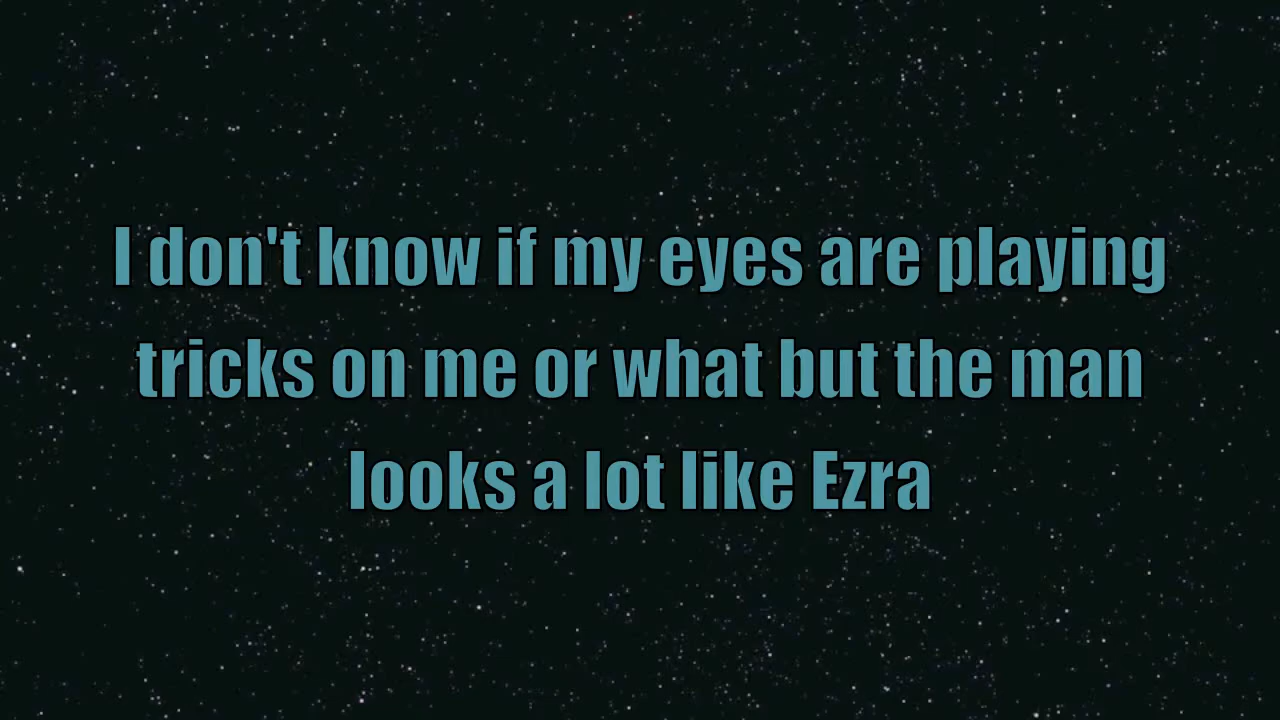 I don't know if my eyes are playing
tricks on me or what but the man
looks a lot like Ezra